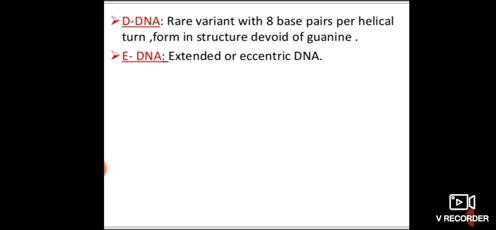 D-DNA: Rare variant with 8 base pairs per helical
turn ,form in structure devoid of guanine .
E- DNA: Extended or eccentric DNA.
V RECORDER